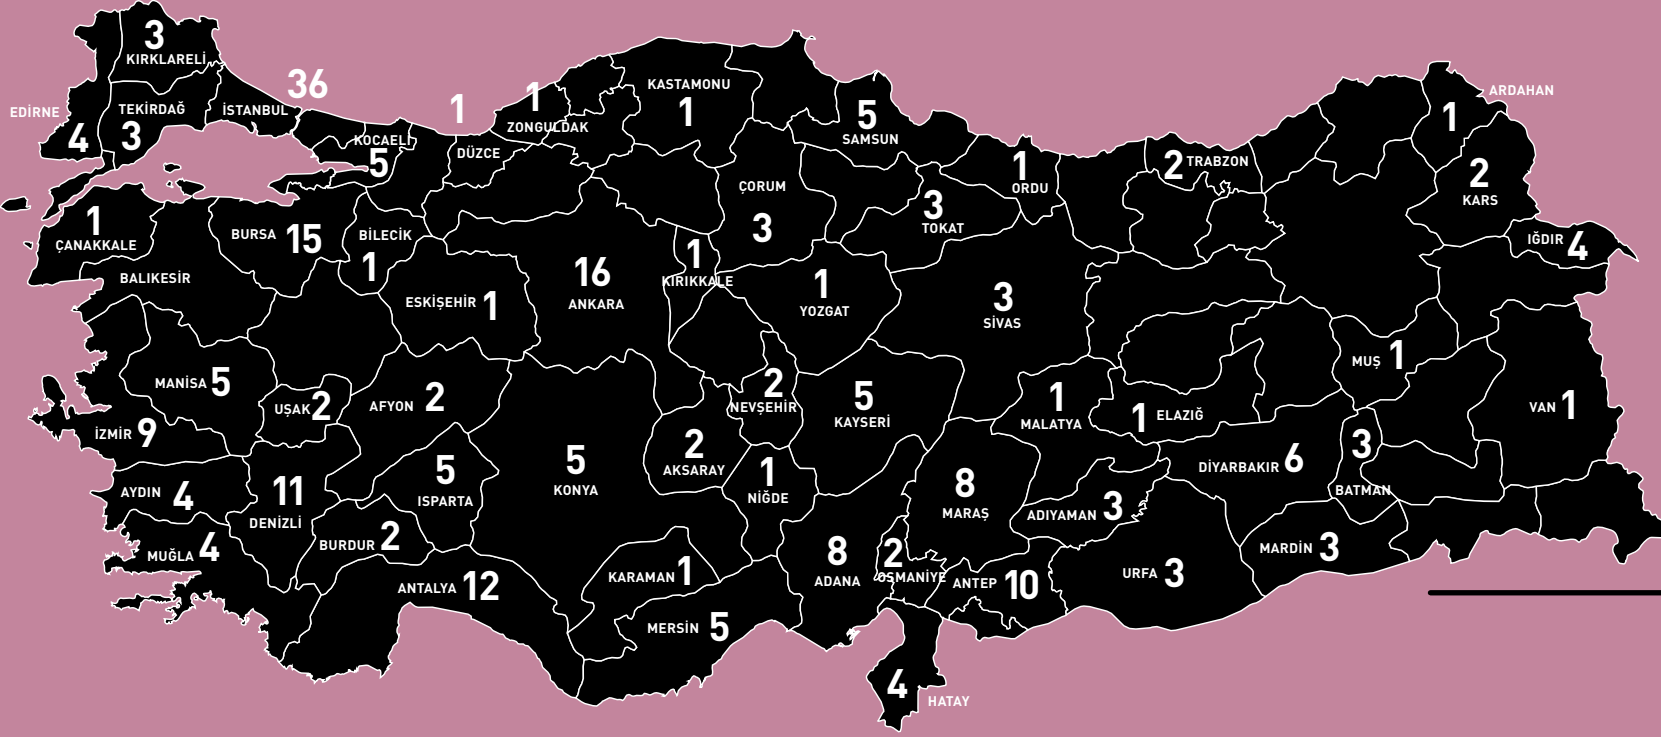 3
KIRKLARELİ
EDİRNE
4
TEKİRDAĞ
3
36
İSTANBUL
KOCAELİ
5
1
DÜZCE
1
ZONGULDAK
KASTAMONU
1
5
SAMSUN
1
ORDU
2 TRABZON
ARDAHAN
1
2
KARS
IĞDIR 4
1
ÇANAKKALE
BALIKESİR
BURSA 15
BİLECİK
1
ESKİŞEHİR 1
16
ANKARA
1
KIRIKKALE
ÇORUM
3
3
TOKAT
1
YOZGAT
3
SİVAS
MANİSA 5
UŞAK 2
AFYON 2
İZMİR 9
2
NEVŞEHİR
5
KAYSERİ
1
MALATYA
1 ELAZIĞ
MUŞ 1
VAN 1
AYDIN 4
11
DENİZLİ
5
ISPARTA
5
KONYA
2
AKSARAY
1
NİĞDE
8
MARAŞ
ADIYAMAN 3
DİYARBAKIR 6
3
BATMAN
MUĞLA 4
BURDUR 2
ANTALYA 12
KARAMAN 1
MERSİN 5
8
ADANA
2
OSMANİYE
ANTEP 10
URFA 3
MARDİN 3
4
HATAY